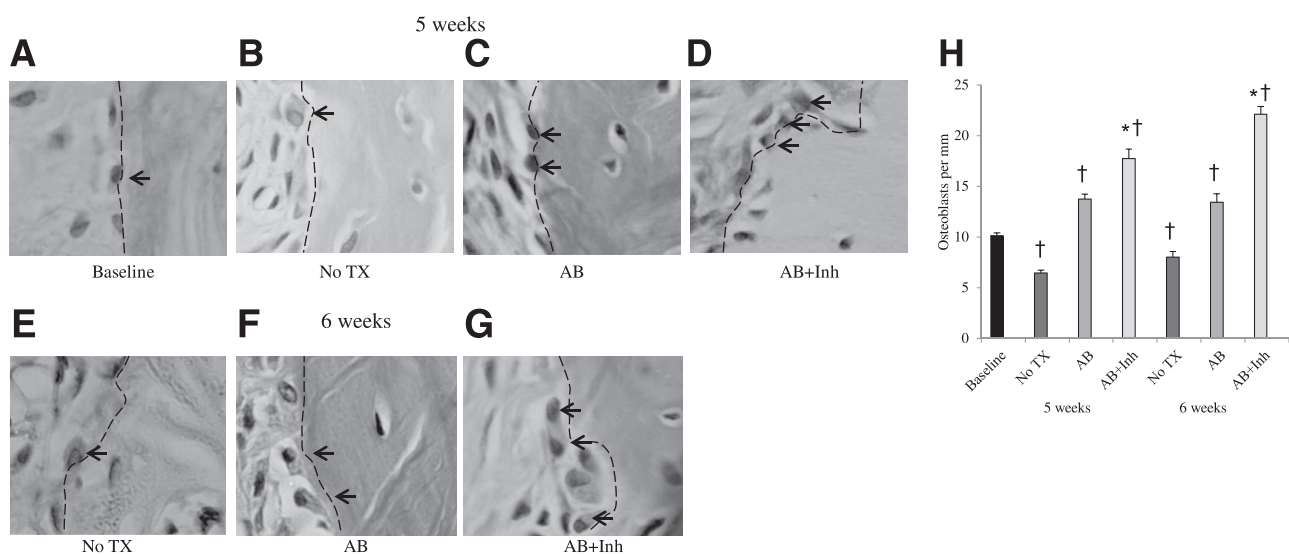 5 weeks
A
B
C
D
H
Baseline
No TX
AB
AB+Inh
E
F
6 weeks
G
No TX
AB
AB+Inh
Osteoblasts per mm
25
20
15
10
5
0
†
†
*†
†
†
*†
Baseline
No TX
AB
AB+Inh
No TX
AB
AB+Inh
5 weeks
6 weeks